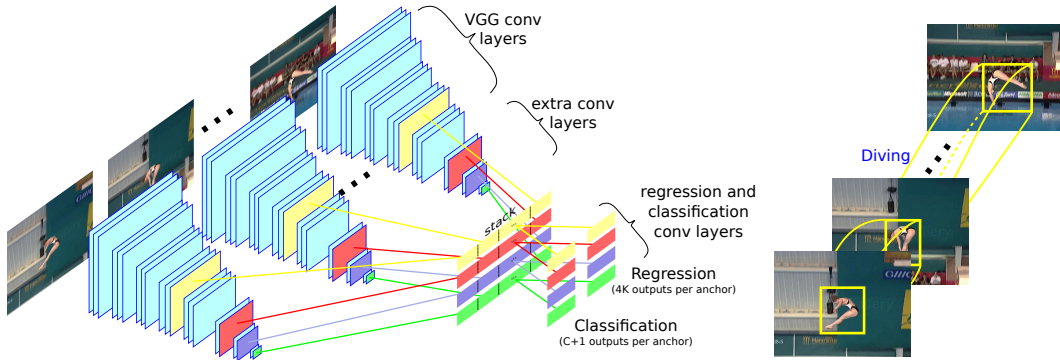 VGG conv
layers
extra conv
layers
stack
regression and
classification
conv layers
Regression
(4K outputs per anchor)
Classification
(C+1 outputs per anchor)
Diving